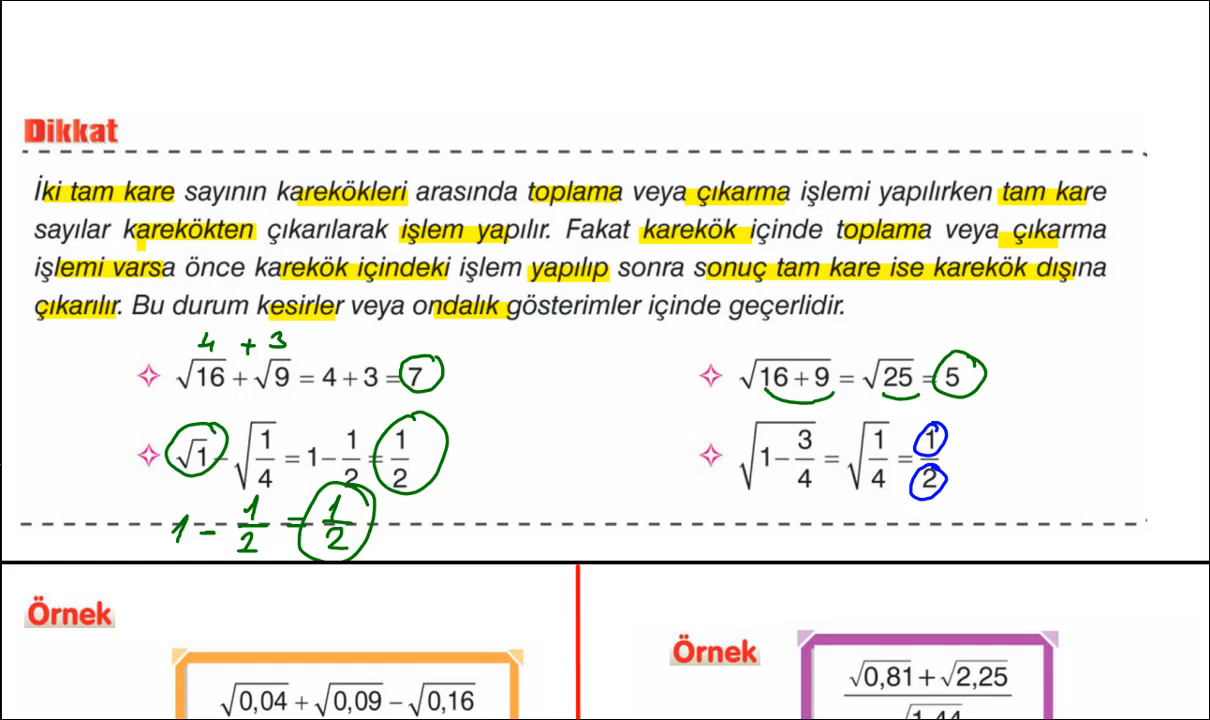 Dikkat
İki tam kare sayının karekökleri arasında toplama veya çıkarma işlemi yapılırken tam kare
sayılar karekökten çıkarılarak işlem yapılır. Fakat karekök içinde toplama veya çıkarma
işlemi varsa önce karekök içindeki işlem yapılıp sonra sonuç tam kare ise karekök dışına
çıkarılır. Bu durum kesirler veya ondalık gösterimler içinde geçerlidir.
4 + 3
√16 + √9 = 4 + 3 = 7
√(16 + 9) = √25 = 5
√1 - √(1/4) = 1 - 1/2 = 1/2
√(1 - 3/4) = √(1/4) = 1/2
1 - 1/2 = 1/2
Örnek
√0,04 + √0,09 - √0,16
Örnek
√0,81 + √2,25
√1,44